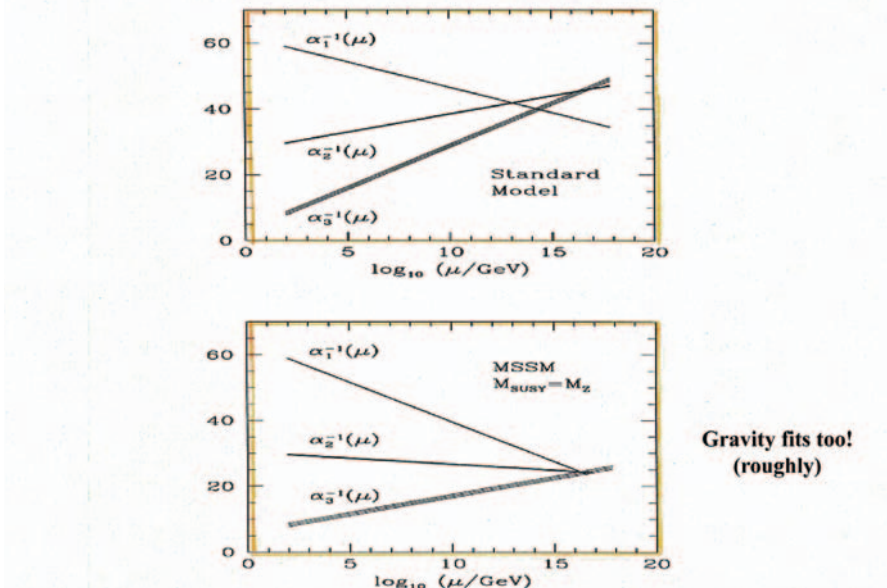 60
α₁⁻¹(μ)
40
α₂⁻¹(μ)
20
Standard
Model
α₃⁻¹(μ)
0
0 5 10 15 20
log₁₀ (μ/GeV)
60
α₁⁻¹(μ)
MSSM
M_SUSY=M_Z
40
α₂⁻¹(μ)
Gravity fits too!
(roughly)
20
α₃⁻¹(μ)
0
0 5 10 15 20
log₁₀ (μ/GeV)